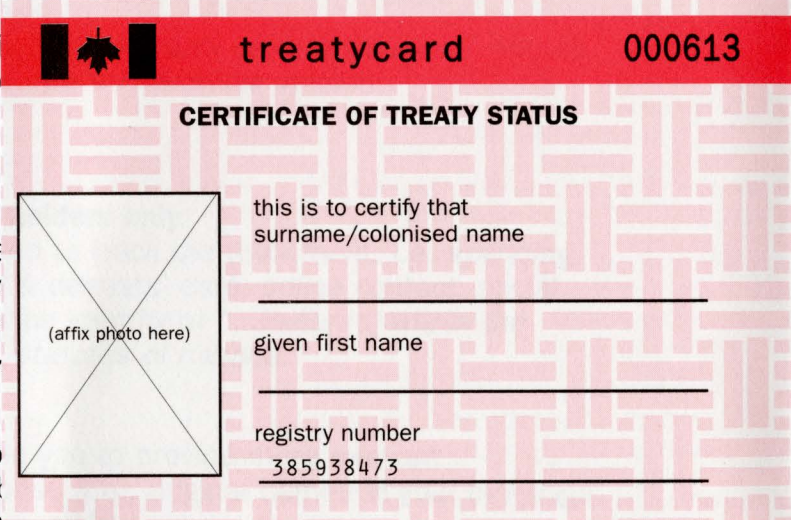 treatycard 000613
CERTIFICATE OF TREATY STATUS
this is to certify that
surname/colonised name
(affix photo here)
given first name
registry number
385938473